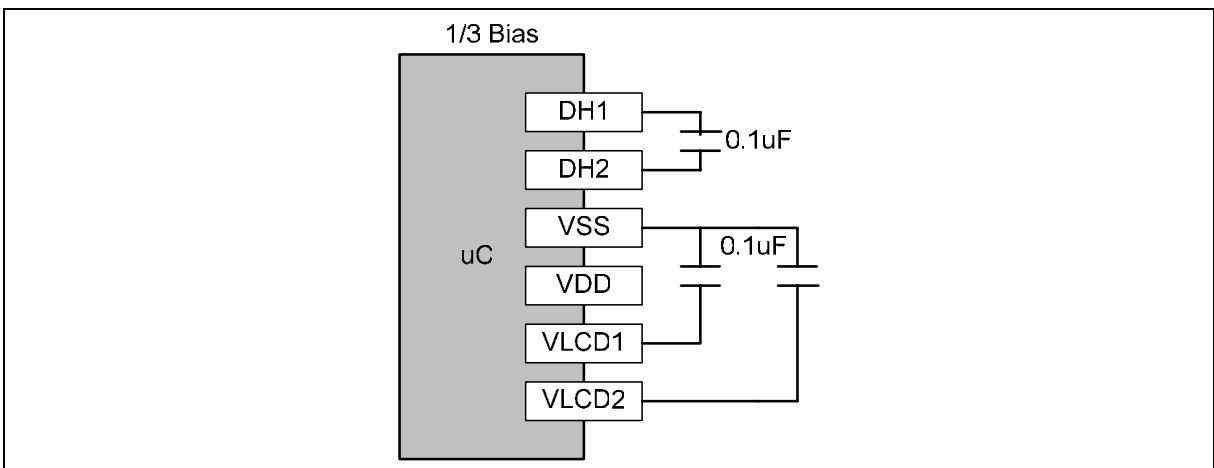 1/3 Bias
DH1
0.1uF
DH2
VSS
0.1uF
uC
VDD
VLCD1
VLCD2